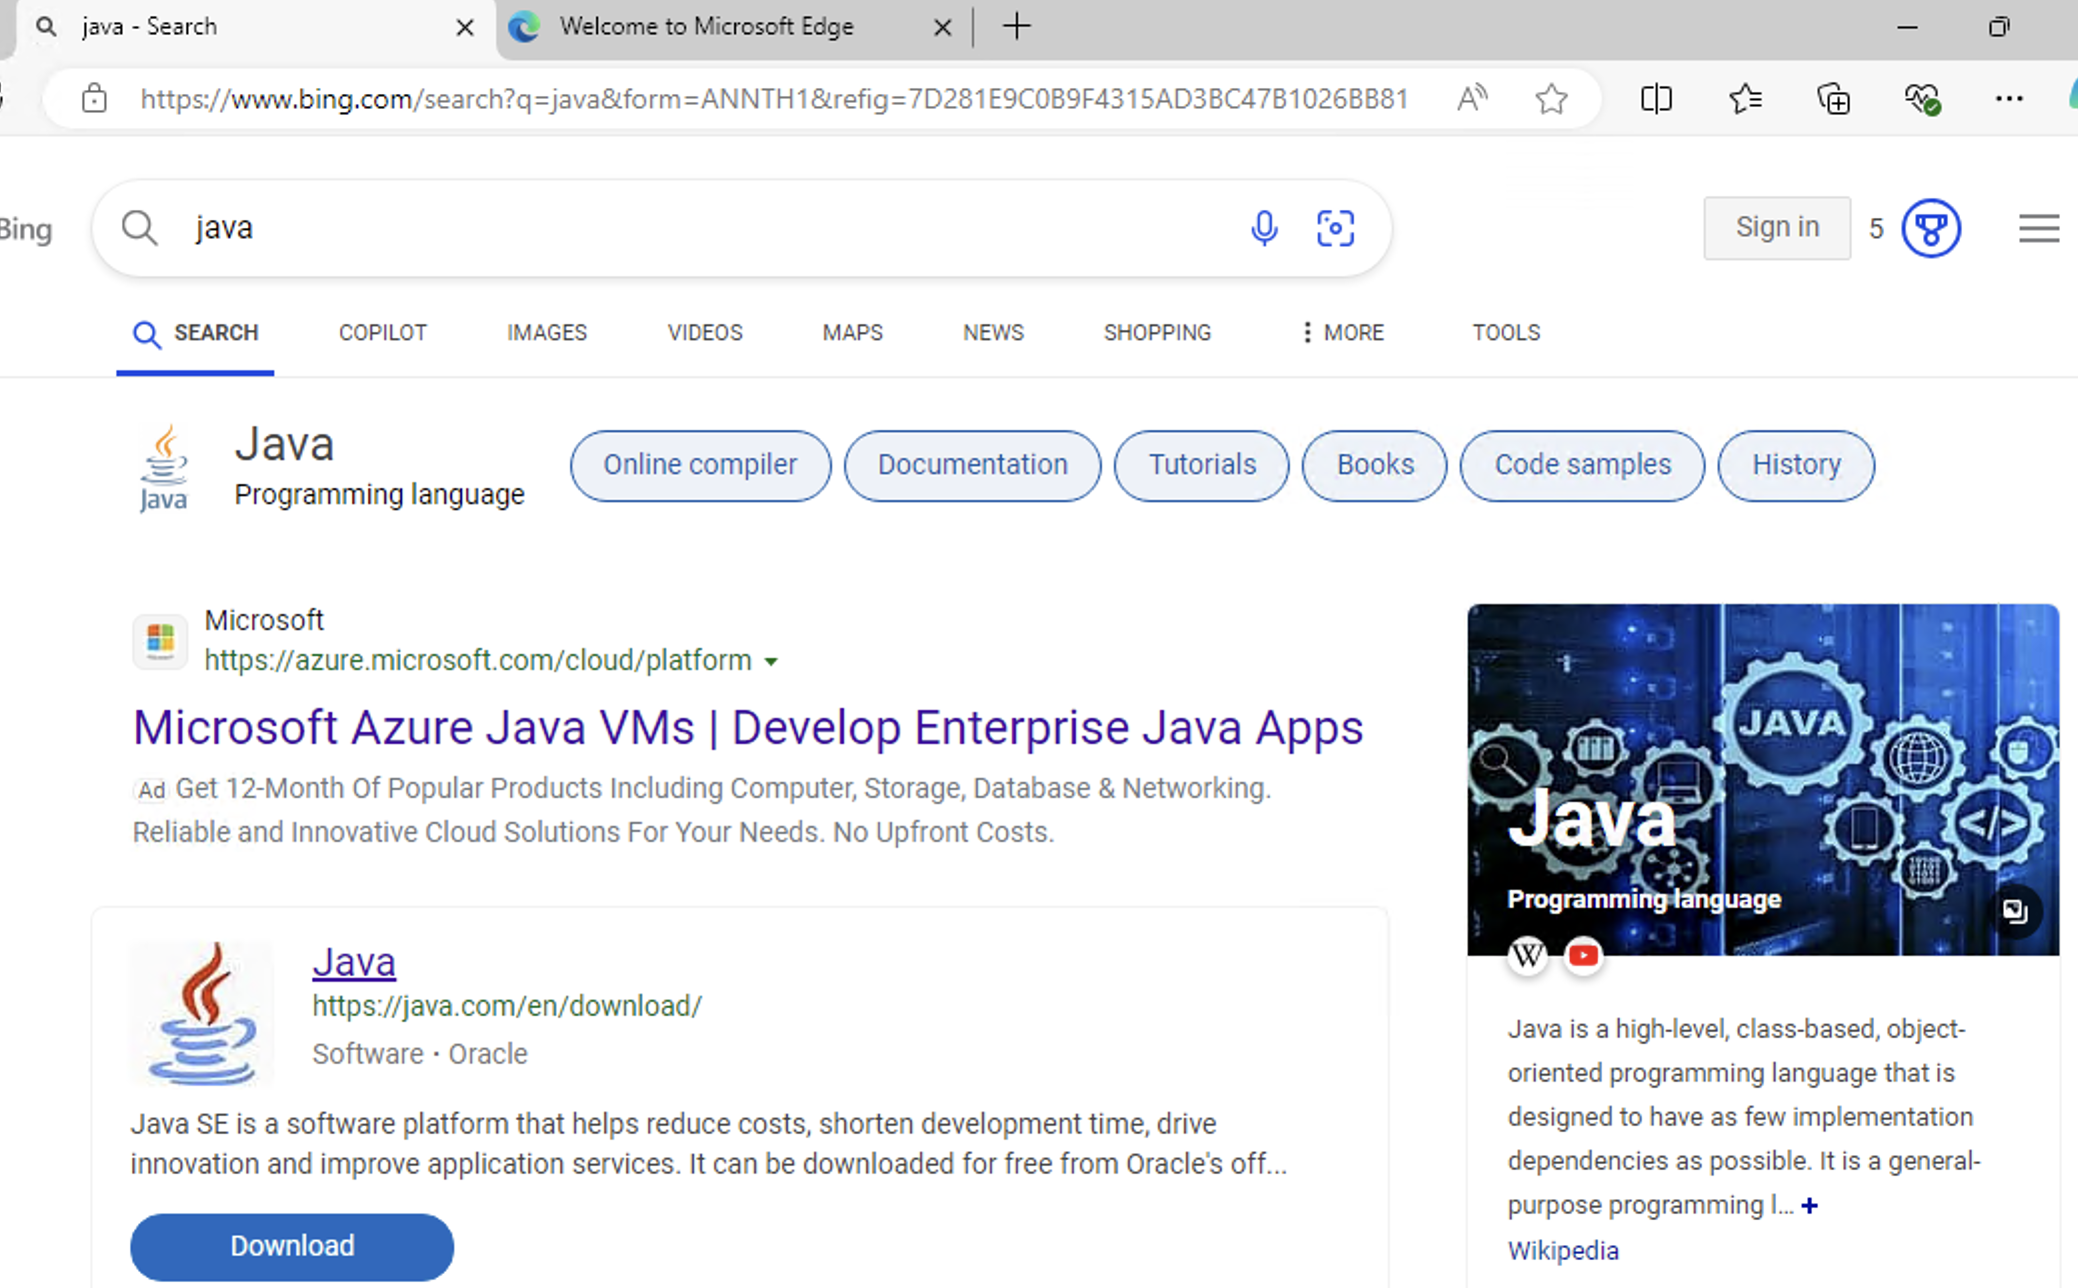 java - Search
Welcome to Microsoft Edge
https://www.bing.com/search?q=java&form=ANNTH1&refig=7D281E9C0B9F4315AD3BC47B1026BB81
Bing
java
Sign in
5
SEARCH
COPILOT
IMAGES
VIDEOS
MAPS
NEWS
SHOPPING
MORE
TOOLS
Java
Java
Programming language
Online compiler
Documentation
Tutorials
Books
Code samples
History
Microsoft
https://azure.microsoft.com/cloud/platform
Microsoft Azure Java VMs | Develop Enterprise Java Apps
Ad Get 12-Month Of Popular Products Including Computer, Storage, Database & Networking.
Reliable and Innovative Cloud Solutions For Your Needs. No Upfront Costs.
Java
https://java.com/en/download/
Software · Oracle
Java SE is a software platform that helps reduce costs, shorten development time, drive
innovation and improve application services. It can be downloaded for free from Oracle's off...
Download
JAVA
</>
Java
Programming language
W
Java is a high-level, class-based, object-
oriented programming language that is
designed to have as few implementation
dependencies as possible. It is a general-
purpose programming l... +
Wikipedia